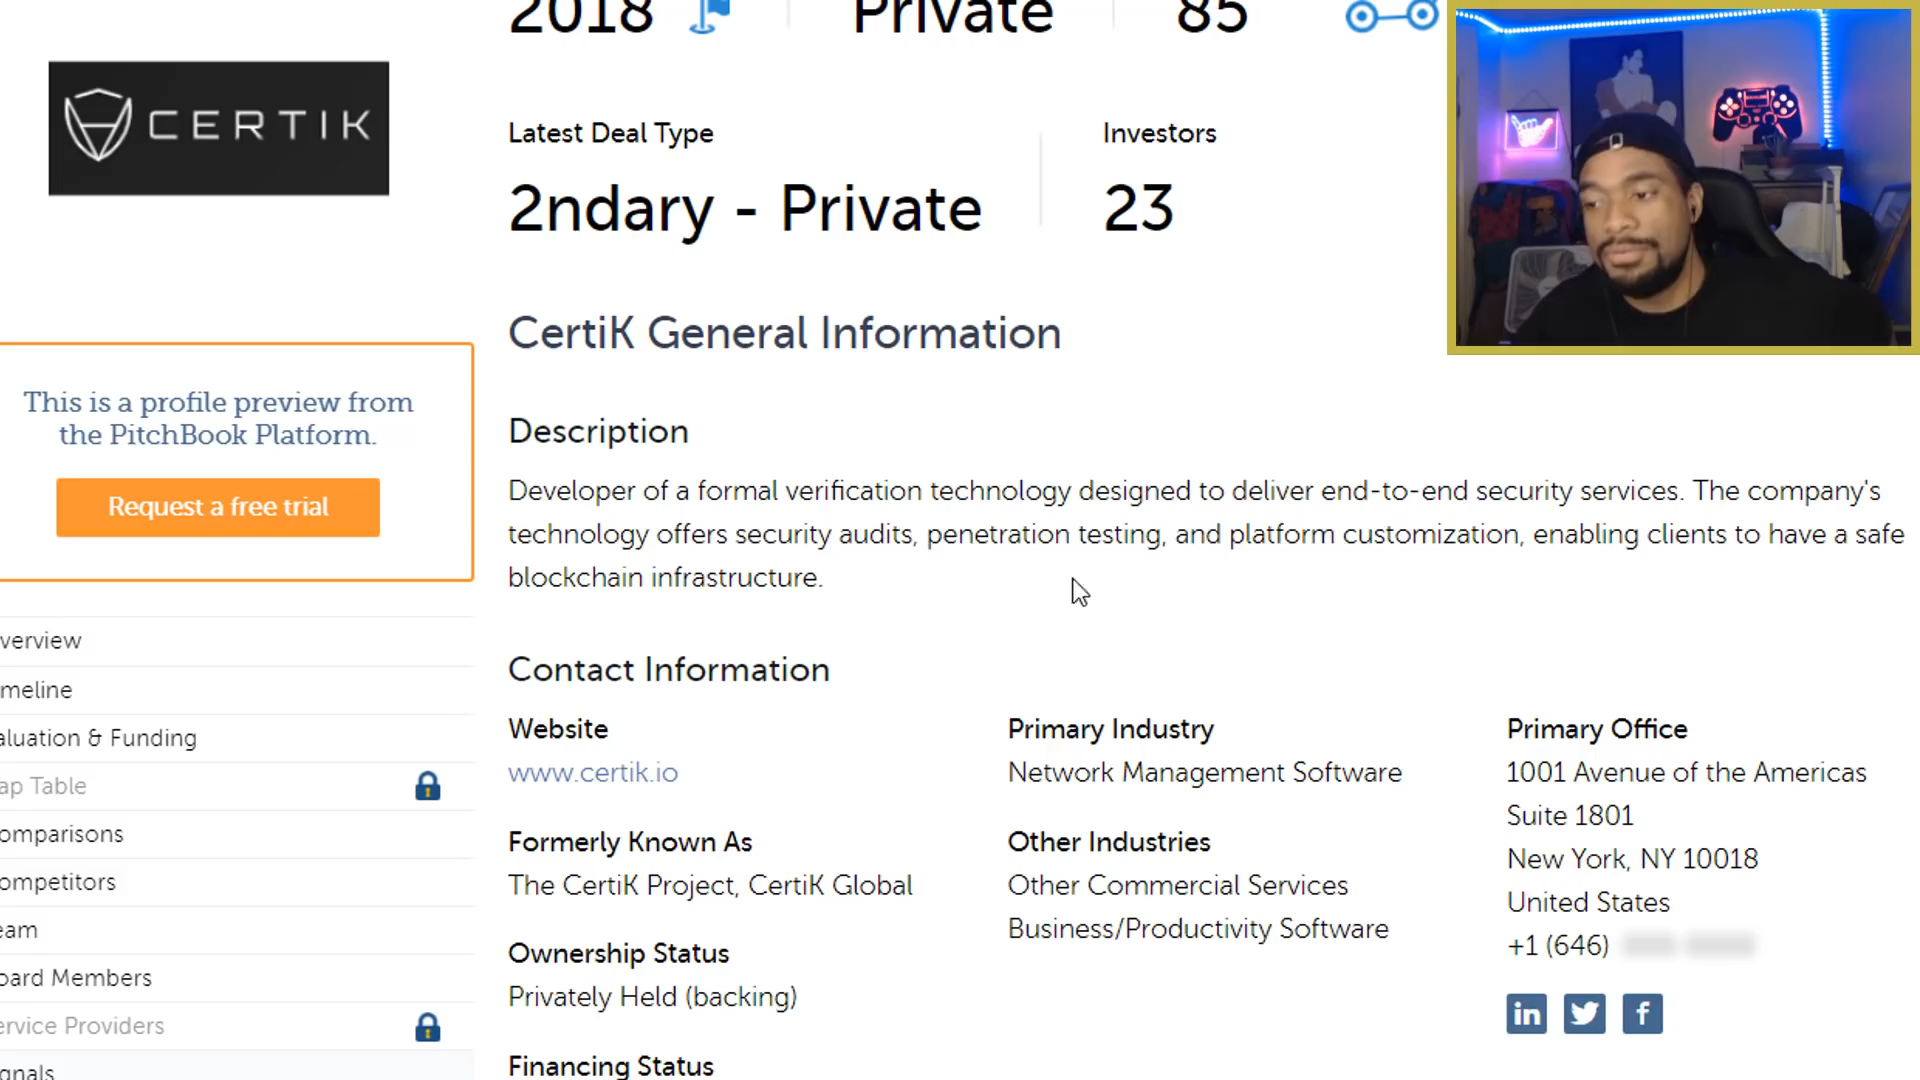 2018
Private
85
CERTIK
Latest Deal Type
2ndary - Private
Investors
23
CertiK General Information
This is a profile preview from
the PitchBook Platform.
Request a free trial
Description
Developer of a formal verification technology designed to deliver end-to-end security services. The company's
technology offers security audits, penetration testing, and platform customization, enabling clients to have a safe
blockchain infrastructure.
verview
meline
aluation & Funding
ap Table
omparisons
ompetitors
eam
oard Members
ervice Providers
gnals
Contact Information
Website
www.certik.io
Formerly Known As
The CertiK Project, CertiK Global
Ownership Status
Privately Held (backing)
Financing Status
Primary Industry
Network Management Software
Other Industries
Other Commercial Services
Business/Productivity Software
Primary Office
1001 Avenue of the Americas
Suite 1801
New York, NY 10018
United States
+1 (646)
in
f